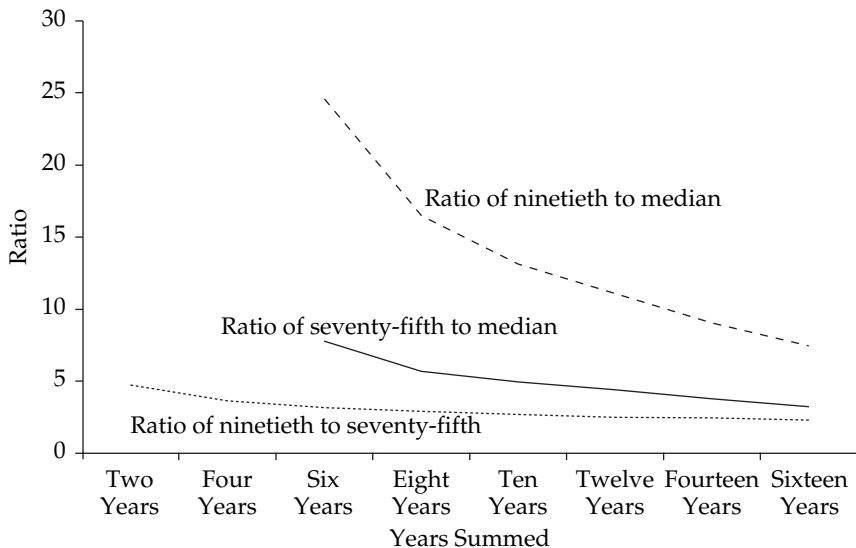 30
25
20
15
10
5
0
Ratio
Ratio of ninetieth to median
Ratio of seventy-fifth to median
Ratio of ninetieth to seventy-fifth
Two Four Six Eight Ten Twelve Fourteen Sixteen
Years Years Years Years Years Years Years Years
Years Summed